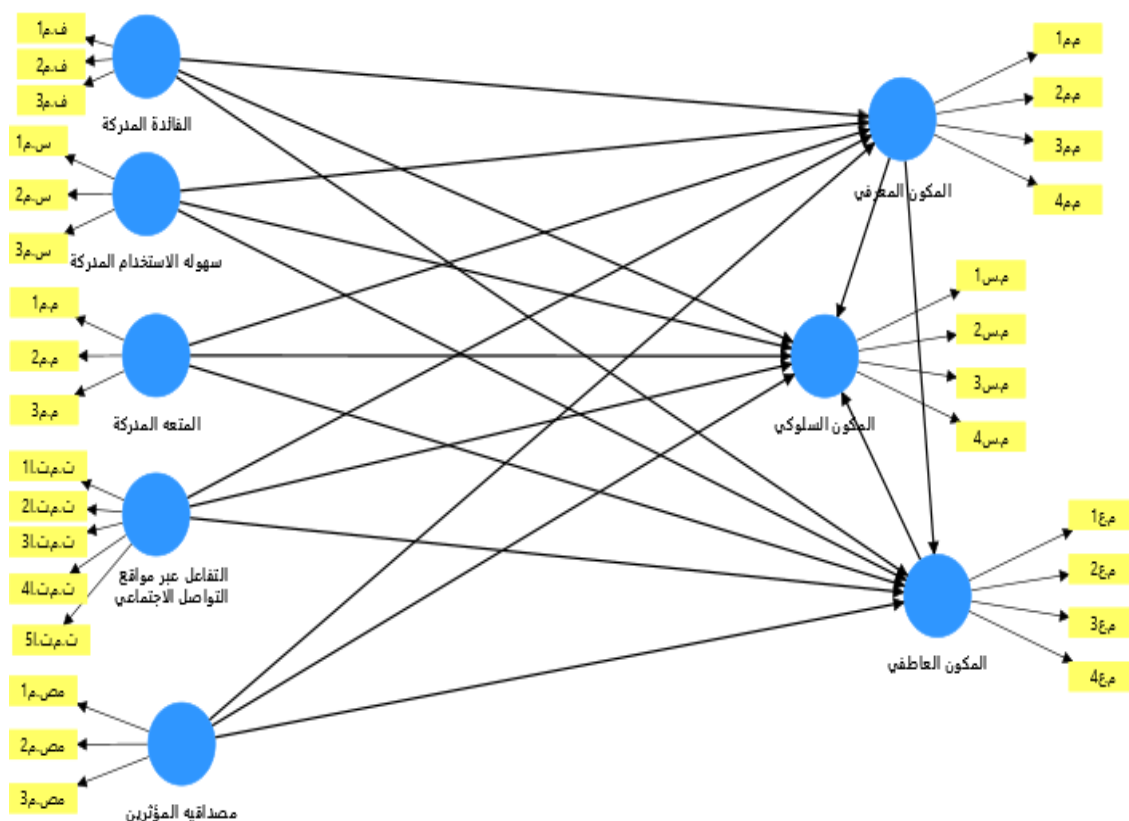 ف.م1
ف.م2
ف.م3
الفائدة المدركة
س.م1
س.م2
س.م3
سهوله الاستخدام المدركة
م.م1
م.م2
م.م3
المتعه المدركة
ت.م.ت.ا1
ت.م.ت.ا2
ت.م.ت.ا3
ت.م.ت.ا4
ت.م.ت.ا5
التفاعل عبر مواقع
التواصل الاجتماعي
مص.م1
مص.م2
مص.م3
مصداقيه المؤثرين
م.م1
م.م2
م.م3
م.م4
المكون المعرفي
م.س1
م.س2
م.س3
م.س4
المكون السلوكي
م.ع1
م.ع2
م.ع3
م.ع4
المكون العاطفي